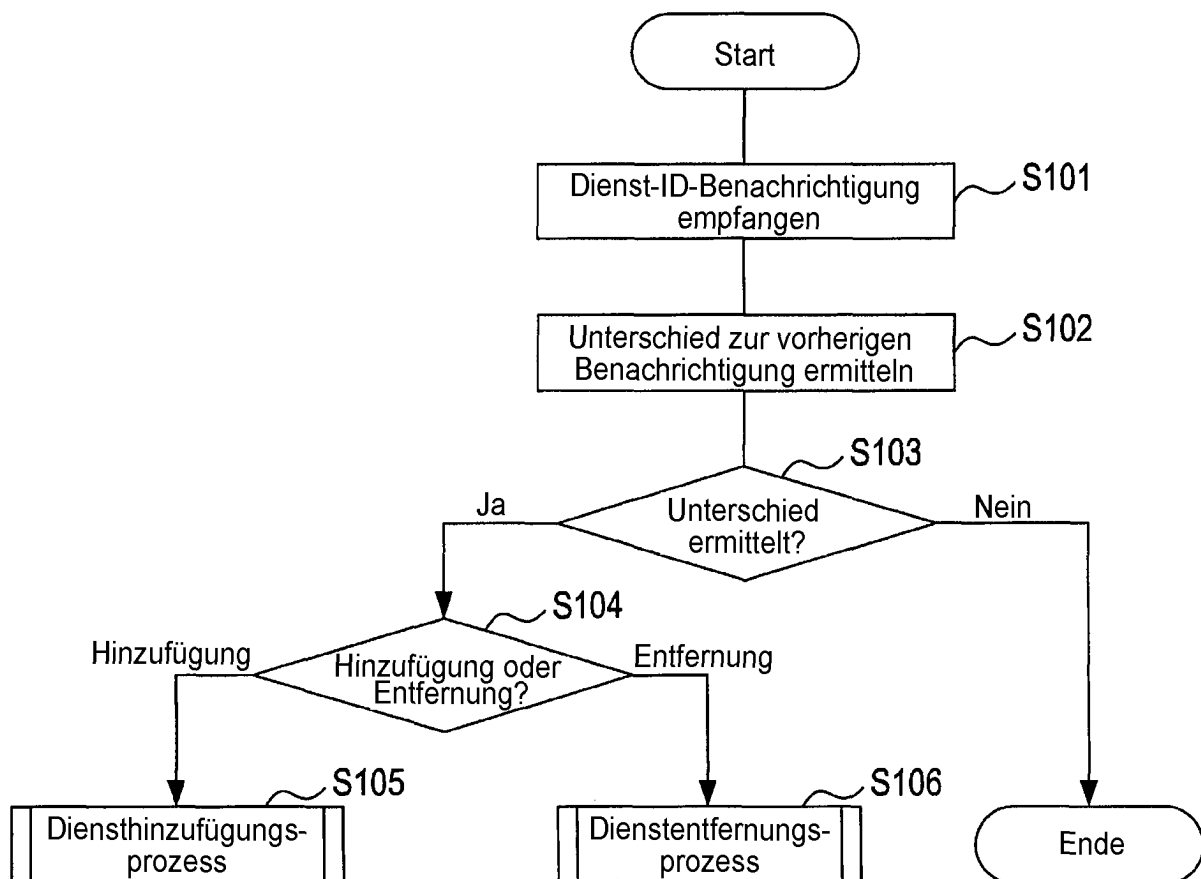 Start
Dienst-ID-Benachrichtigung
empfangen
S101
Unterschied zur vorherigen
Benachrichtigung ermitteln
S102
S103
Ja
Unterschied
ermittelt?
Nein
S104
Hinzufügung
Hinzufügung oder
Entfernung?
Entfernung
S105
Diensthinzufügungs-
prozess
S106
Dienstentfernungs-
prozess
Ende